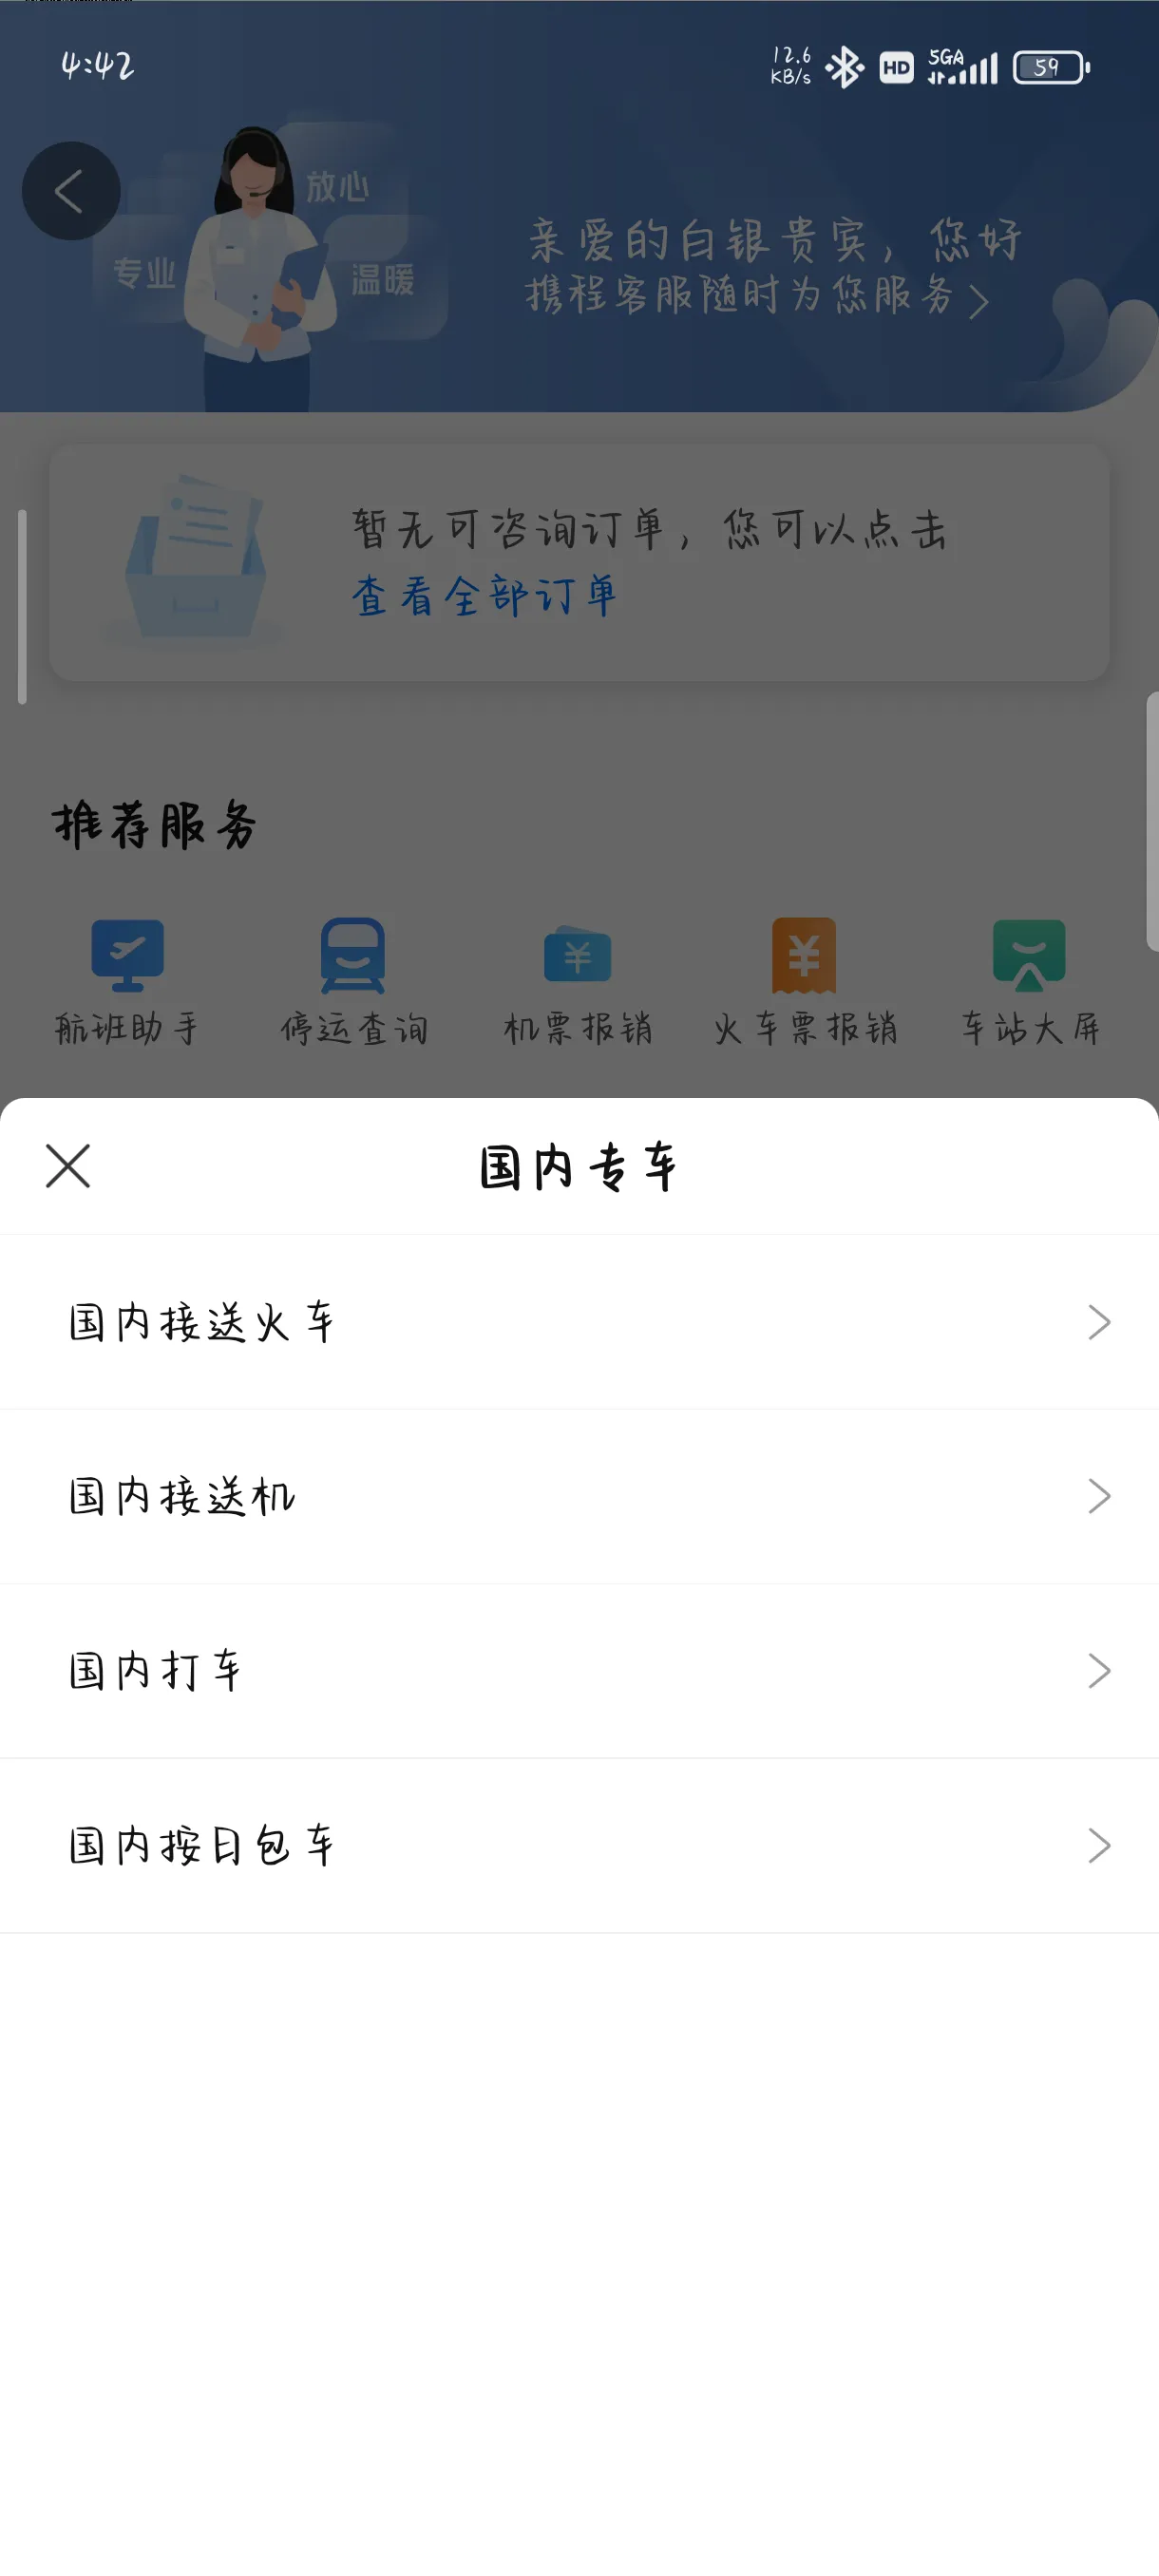 4:42
12.6
KB/s
HD
5GA
59
放心
专业
温暖
亲爱的白银贵宾，您好
携程客服随时为您服务
暂无可咨询订单，您可以点击
查看全部订单
推荐服务
航班助手 停运查询 机票报销 火车票报销 车站大屏
国内专车
国内接送火车
国内接送机
国内打车
国内按日包车